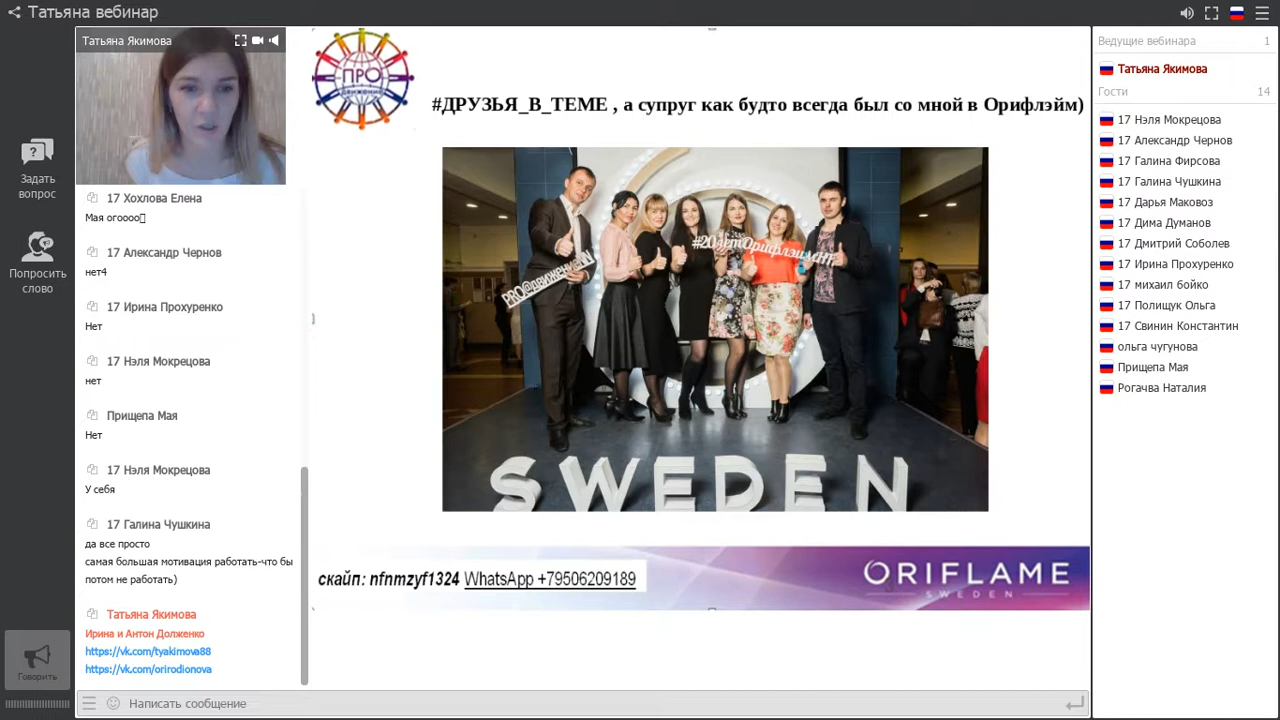 Татьяна вебинар
Задать
вопрос
Попросить
слово
Говорить
Татьяна Якимова
17 Хохлова Елена
Мая огоооо
17 Александр Чернов
нет4
17 Ирина Прохуренко
Нет
17 Нэля Мокрецова
нет
Прищепа Мая
Нет
17 Нэля Мокрецова
У себя
17 Галина Чушкина
да все просто
самая большая мотивация работать-что бы
потом не работать)
Татьяна Якимова
Ирина и Антон Долженко
https://vk.com/tyakimova88
https://vk.com/orirodionova
Написать сообщение
ПРО
движение
#ДРУЗЬЯ_В_ТЕМЕ , а супруг как будто всегда был со мной в Орифлэйм)
#20летОрифлэймНТ
PROдвижениеNU
SWEDEN
скайп: nfnmzyf1324 WhatsApp +79506209189
ORIFLAME
SWEDEN
Ведущие вебинара 1
Татьяна Якимова
Гости 14
17 Нэля Мокрецова
17 Александр Чернов
17 Галина Фирсова
17 Галина Чушкина
17 Дарья Маковоз
17 Дима Думанов
17 Дмитрий Соболев
17 Ирина Прохуренко
17 михаил бойко
17 Полищук Ольга
17 Свинин Константин
ольга чугунова
Прищепа Мая
Рогачва Наталия